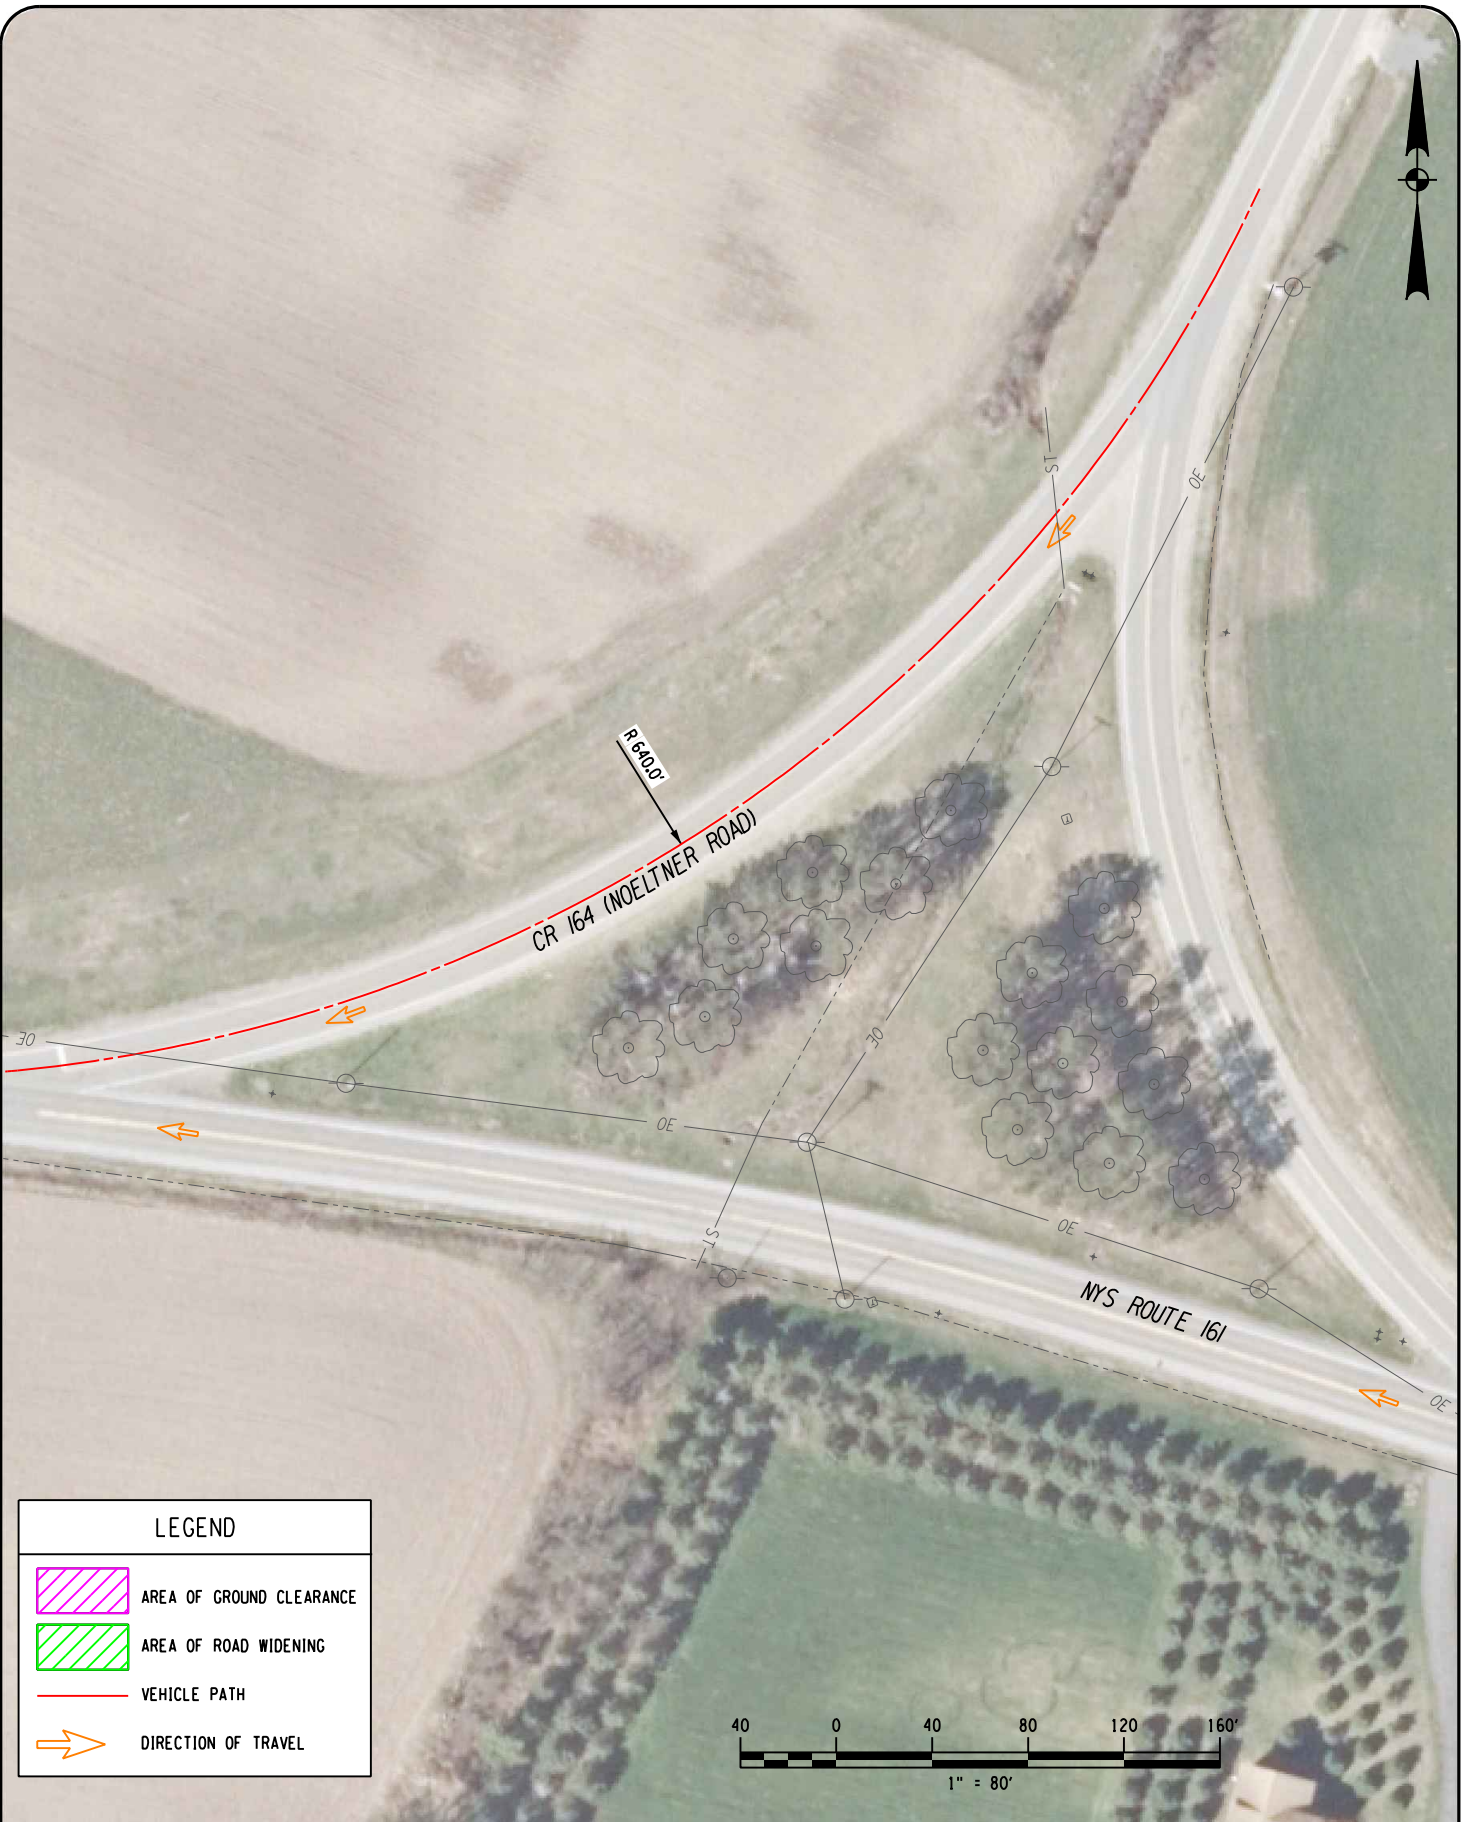 OE
ST
R 640.0'
CR 164 (NOELTNER ROAD)
T
OE
OE
OE
ST
OE
NYS ROUTE 161
T
OE
LEGEND
AREA OF GROUND CLEARANCE
AREA OF ROAD WIDENING
VEHICLE PATH
DIRECTION OF TRAVEL
40 0 40 80 120 160'
1" = 80'